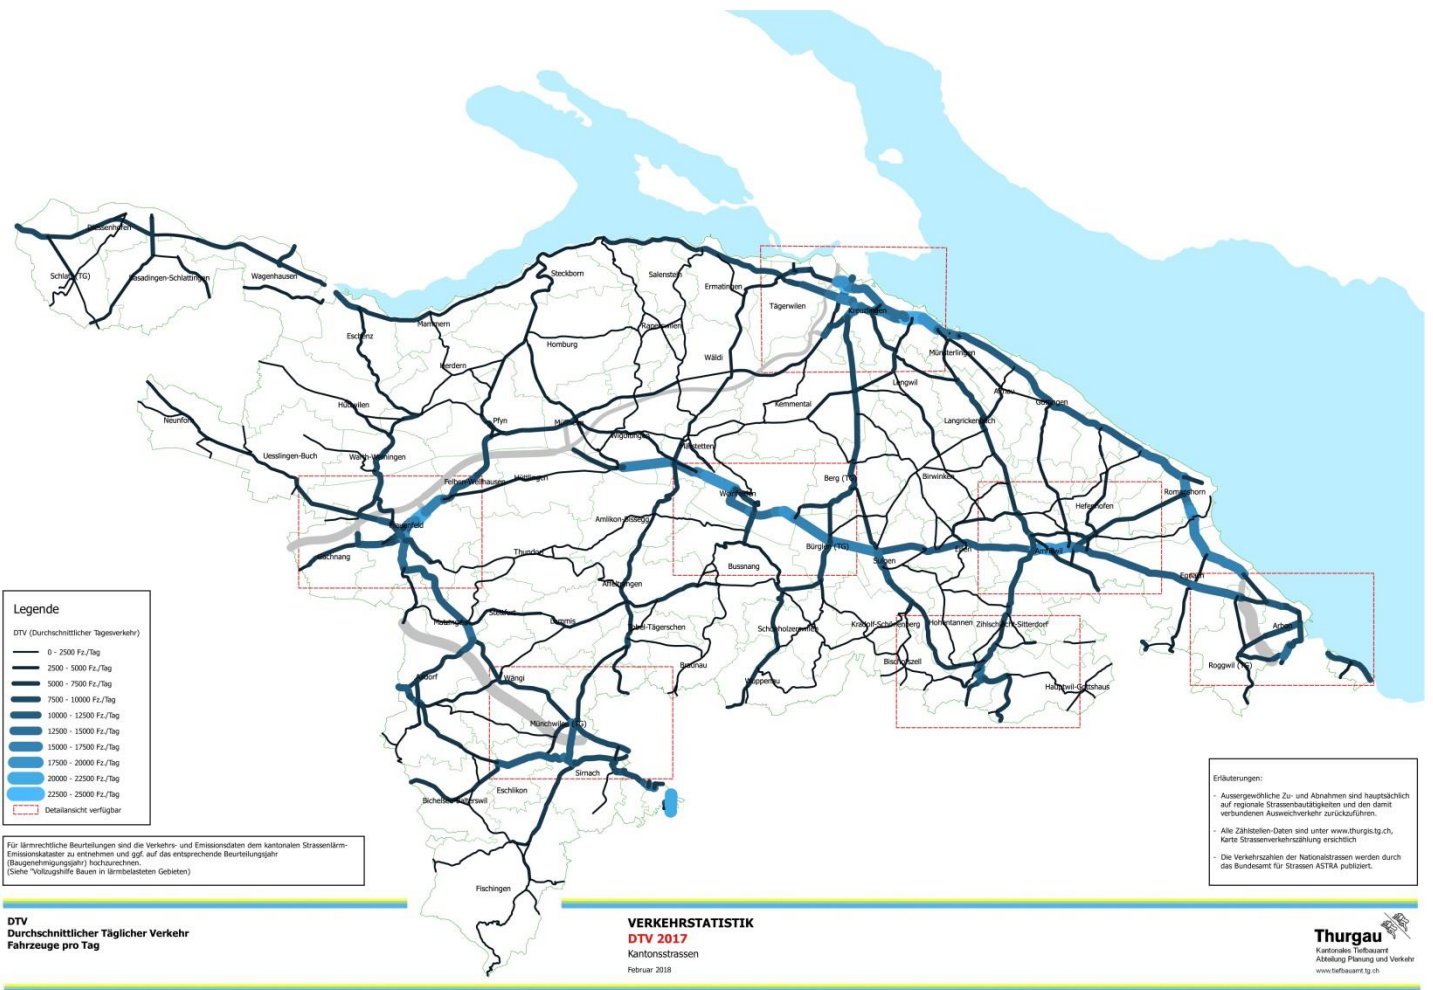 Diessenhofen
Schlatt (TG)
Basadingen-Schlattingen
Wagenhausen
Steckborn
Salenstein
Ermatingen
Tägerwilen
Kreuzlingen
Eschenz
Mammern
Homburg
Raperswilen
Wäldi
Münsterlingen
Herdern
Lengwil
Altnau
Hüttwilen
Kemmental
Güttingen
Neunforn
Pfyn
Müllheim
Wigoltingen
Langrickenbach
Uesslingen-Buch
Warth-Weiningen
Märstetten
Felben-Wellhausen
Hüttlingen
Berg (TG)
Birwinken
Weinfelden
Romanshorn
Hefenhofen
Frauenfeld
Amlikon-Bissegg
Gachnang
Thundorf
Bürglen (TG)
Erlen
Amriswil
Bussnang
Sulgen
Affeltrangen
Egnach
Matzingen
Stettfurt
Lommis
Tobel-Tägerschen
Schönholzerswilen
Kradolf-Schönenberg
Hohentannen
Zihlschlacht-Sitterdorf
Arbon
Aadorf
Wängi
Braunau
Wuppenau
Bischofszell
Hauptwil-Gottshaus
Roggwil (TG)
Münchwilen (TG)
Sirnach
Eschlikon
Bichelsee-Balterswil
Fischingen
Legende
DTV (Durchschnittlicher Tagesverkehr)
0 - 2500 Fz./Tag
2500 - 5000 Fz./Tag
5000 - 7500 Fz./Tag
7500 - 10000 Fz./Tag
10000 - 12500 Fz./Tag
12500 - 15000 Fz./Tag
15000 - 17500 Fz./Tag
17500 - 20000 Fz./Tag
20000 - 22500 Fz./Tag
22500 - 25000 Fz./Tag
Detailansicht verfügbar
Für lärmrechtliche Beurteilungen sind die Verkehrs- und Emissionsdaten dem kantonalen Strassenlärm-
Emissionskataster zu entnehmen und ggf. auf das entsprechende Beurteilungsjahr
(Baugenehmigungsjahr) hochzurechnen.
(Siehe "Vollzugshilfe Bauen in lärmbelasteten Gebieten)
Erläuterungen:
- Aussergewöhliche Zu- und Abnahmen sind hauptsächlich
auf regionale Strassenbautätigkeiten und den damit
verbundenen Ausweichverkehr zurückzuführen.
- Alle Zählstellen-Daten sind unter www.thurgis.tg.ch,
Karte Strassenverkehrszählung ersichtlich
- Die Verkehrszahlen der Nationalstrassen werden durch
das Bundesamt für Strassen ASTRA publiziert.
DTV
Durchschnittlicher Täglicher Verkehr
Fahrzeuge pro Tag
VERKEHRSTATISTIK
DTV 2017
Kantonsstrassen
Februar 2018
Thurgau
Kantonales Tiefbauamt
Abteilung Planung und Verkehr
www.tiefbauamt.tg.ch